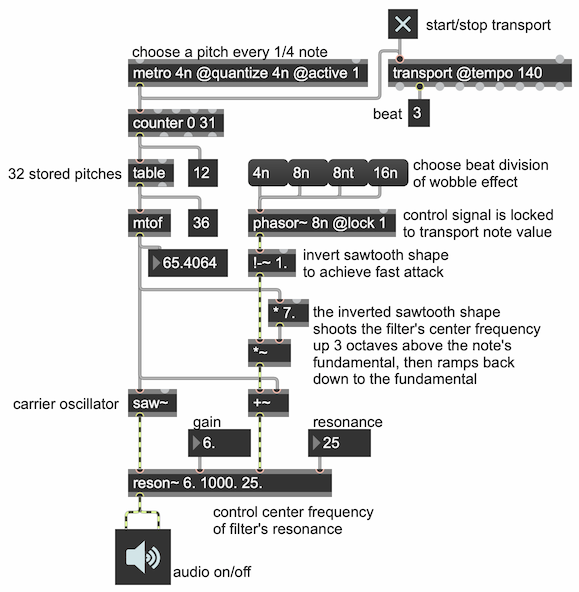 start/stop transport
choose a pitch every 1/4 note
metro 4n @quantize 4n @active 1
transport @tempo 140
beat 3
counter 0 31
32 stored pitches
table
12
4n 8n 8nt 16n
choose beat division
of wobble effect
mtof
36
phasor~ 8n @lock 1
control signal is locked
to transport note value
65.4064
!-~ 1.
invert sawtooth shape
to achieve fast attack
* 7.
the inverted sawtooth shape
shoots the filter's center frequency
up 3 octaves above the note's
fundamental, then ramps back
down to the fundamental
*~
carrier oscillator
saw~
+~
gain
resonance
6.
25
reson~ 6. 1000. 25.
control center frequency
of filter's resonance
audio on/off